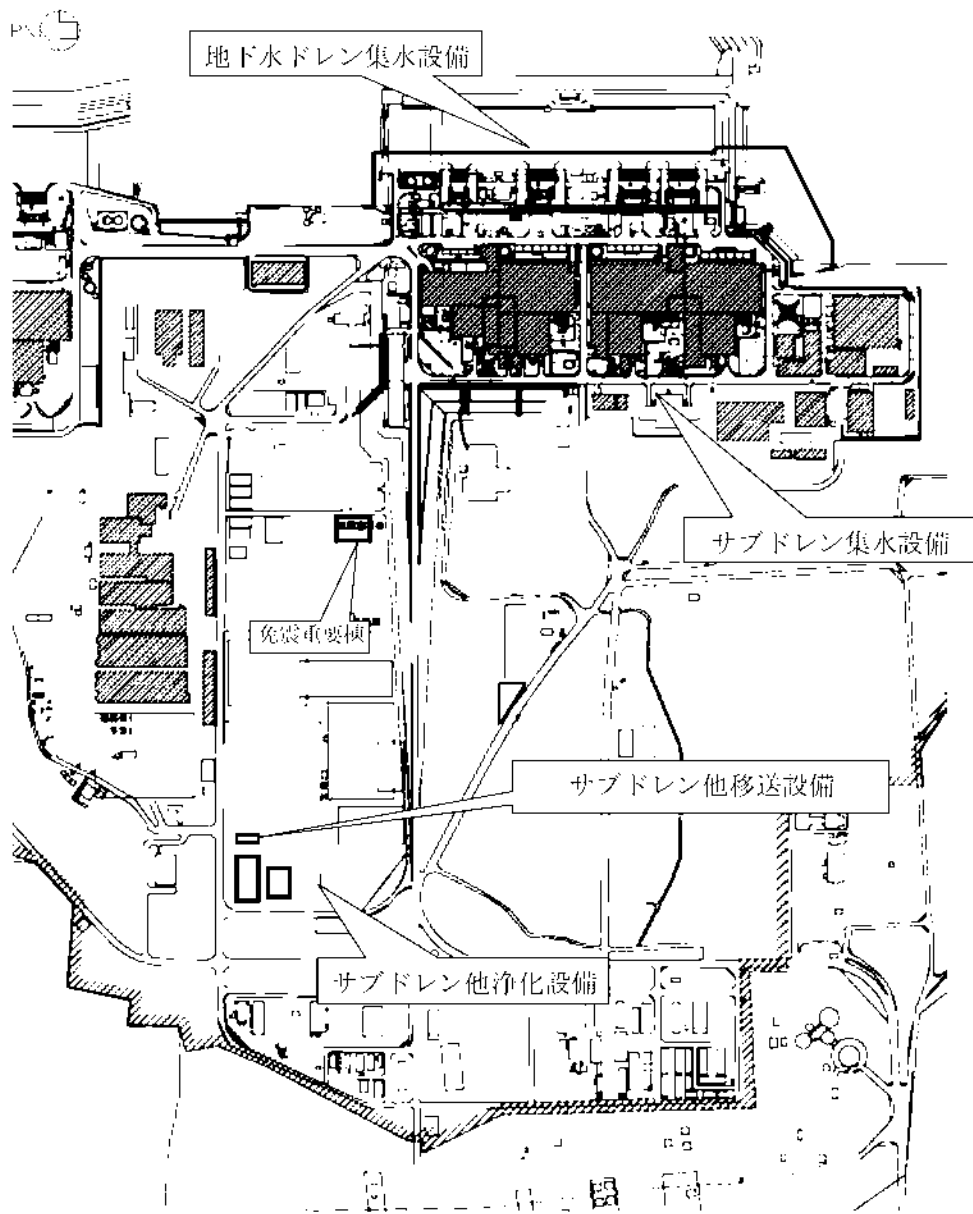 PN
地下水ドレン集水設備
サブドレン集水設備
免震重要棟
サブドレン他移送設備
サブドレン他浄化設備